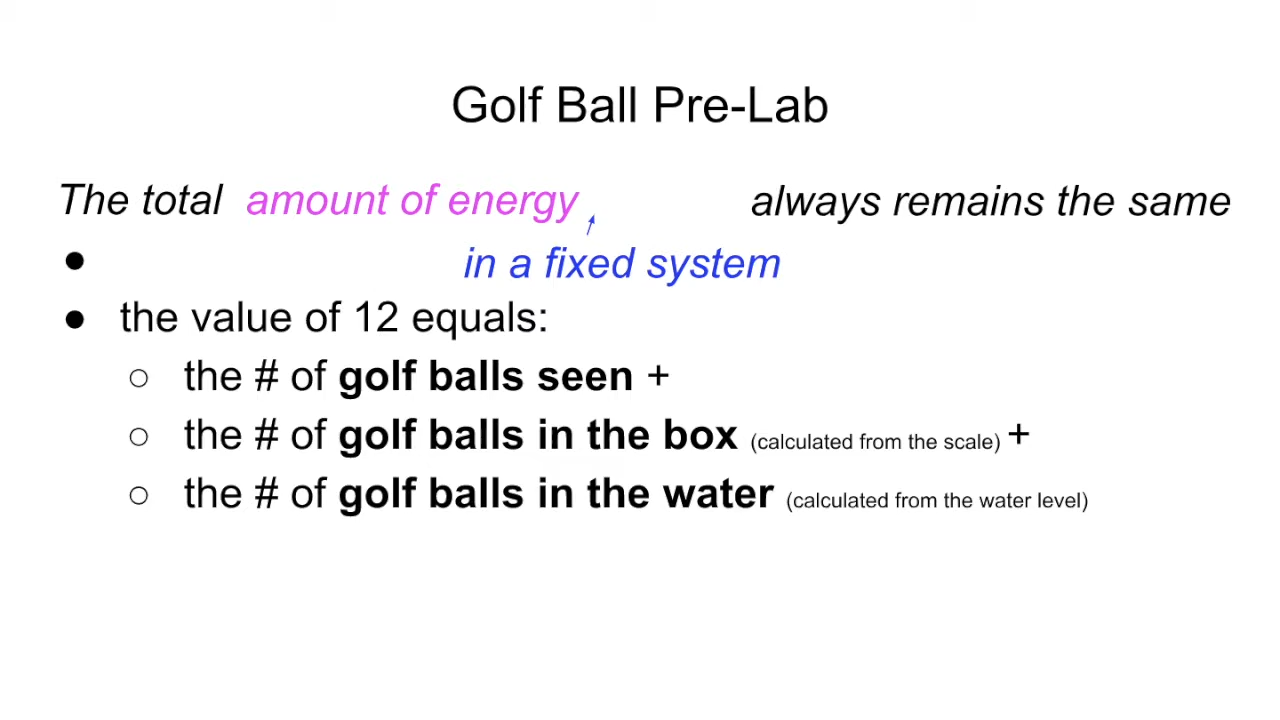 Golf Ball Pre-Lab
The total amount of energy always remains the same
●
in a fixed system
● the value of 12 equals:
○ the # of golf balls seen +
○ the # of golf balls in the box (calculated from the scale) +
○ the # of golf balls in the water (calculated from the water level)